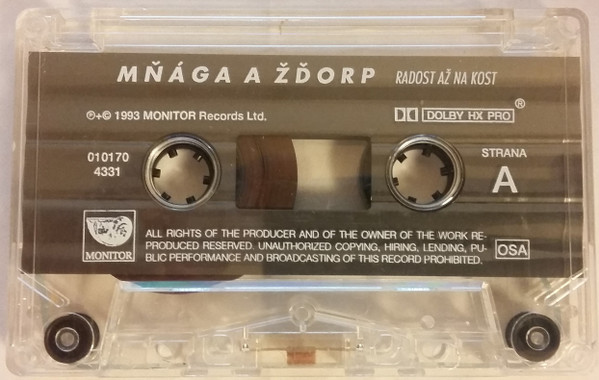 MŇÁGA A ŽĎORP RADOST AŽ NA KOST
℗+© 1993 MONITOR Records Ltd.
DOLBY HX PRO®
010170
4331
STRANA
A
ALL RIGHTS OF THE PRODUCER AND OF THE OWNER OF THE WORK RE-
PRODUCED RESERVED. UNAUTHORIZED COPYING, HIRING, LENDING, PU-
BLIC PERFORMANCE AND BROADCASTING OF THIS RECORD PROHIBITED.
MONITOR
OSA